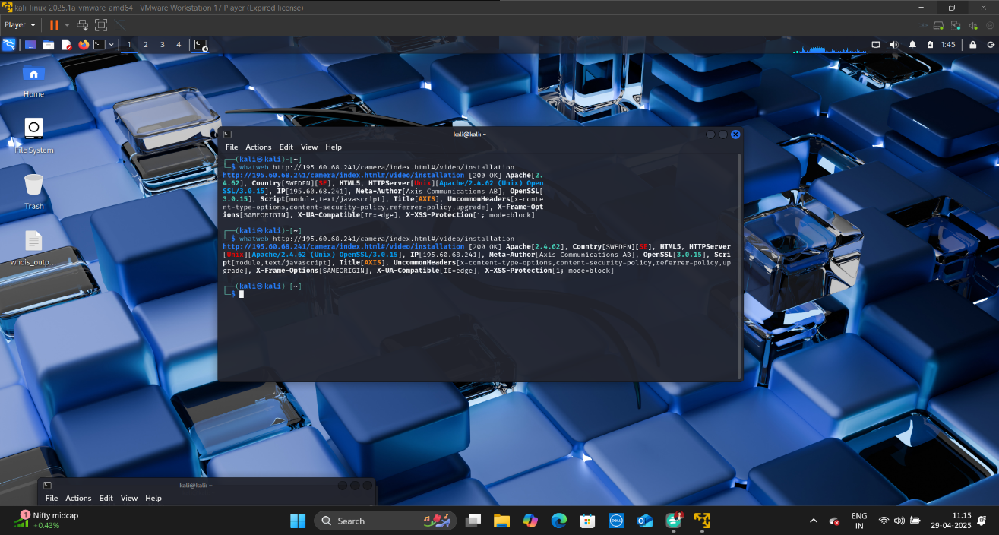 kali-linux-2025.1a-vmware-amd64 - VMware Workstation 17 Player (Expired license)
Player
1 2 3 4
4
1:45
Home
File System
Trash
whois_outp...
kali@kali: ~
File Actions Edit View Help
┌──(kali㉿kali)-[~]
└─$ whatweb http://195.60.68.241/camera/index.html#/video/installation
http://195.60.68.241/camera/index.html#/video/installation [200 OK] Apache[2.
4.62], Country[SWEDEN][SE], HTML5, HTTPServer[Unix][Apache/2.4.62 (Unix) Open
SSL/3.0.15], IP[195.60.68.241], Meta-Author[Axis Communications AB], OpenSSL[
3.0.15], Script[module,text/javascript], Title[AXIS], UncommonHeaders[x-conte
nt-type-options,content-security-policy,referrer-policy,upgrade], X-Frame-Opt
ions[SAMEORIGIN], X-UA-Compatible[IE=edge], X-XSS-Protection[1; mode=block]
┌──(kali㉿kali)-[~]
└─$ whatweb http://195.60.68.241/camera/index.html#/video/installation
http://195.60.68.241/camera/index.html#/video/installation [200 OK] Apache[2.4.62], Country[SWEDEN][SE], HTML5, HTTPServer
[Unix][Apache/2.4.62 (Unix) OpenSSL/3.0.15], IP[195.60.68.241], Meta-Author[Axis Communications AB], OpenSSL[3.0.15], Scri
pt[module,text/javascript], Title[AXIS], UncommonHeaders[x-content-type-options,content-security-policy,referrer-policy,up
grade], X-Frame-Options[SAMEORIGIN], X-UA-Compatible[IE=edge], X-XSS-Protection[1; mode=block]
┌──(kali㉿kali)-[~]
└─$
kali@kali: ~
File Actions Edit View Help
1
Nifty midcap
+0.43%
Search
DELL
ENG
IN
11:15
29-04-2025